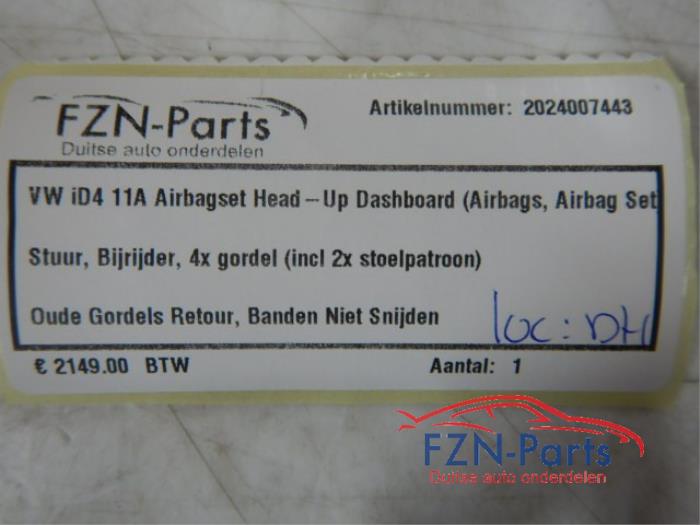 FZN-Parts
Duitse auto onderdelen
Artikelnummer: 2024007443
VW iD4 11A Airbagset Head-Up Dashboard (Airbags, Airbag Set
Stuur, Bijrijder, 4x gordel (incl 2x stoelpatroon)
Oude Gordels Retour, Banden Niet Snijden
loc: DH1
€ 2149.00 BTW
Aantal: 1
FZN-Parts
Duitse auto onderdelen